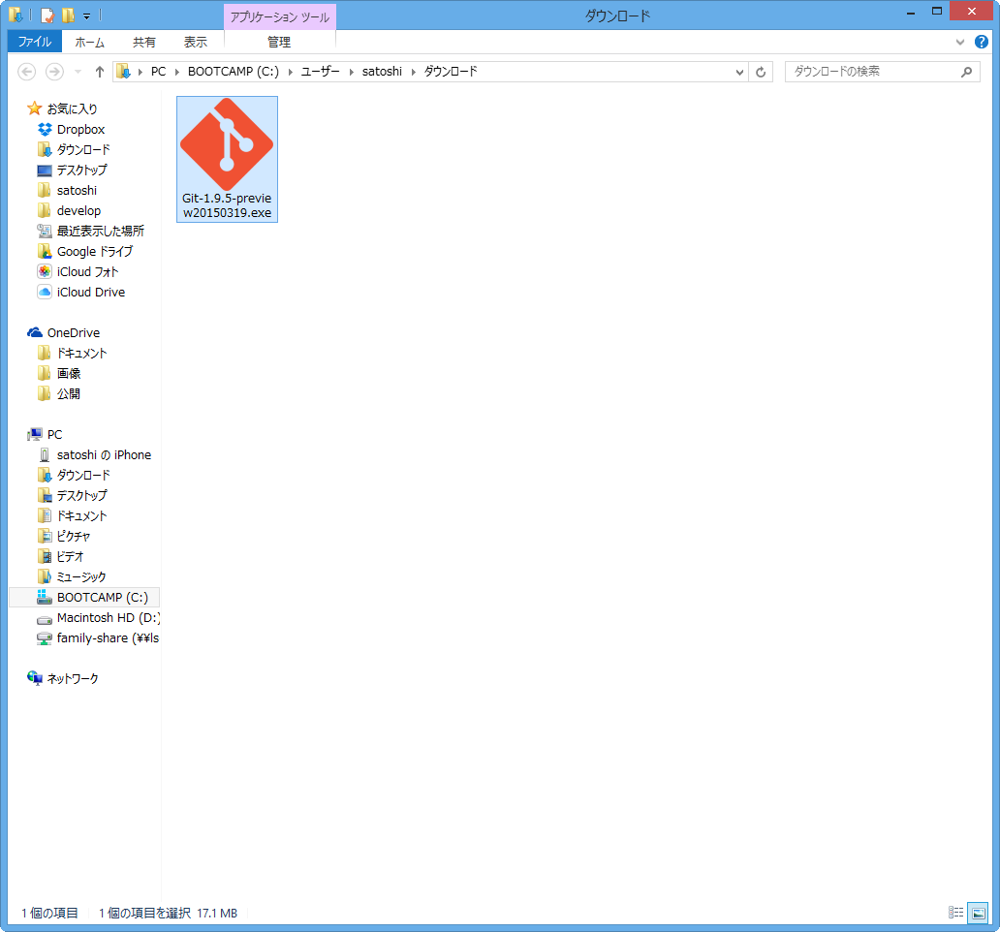 アプリケーション ツール
ダウンロード
ファイル
ホーム
共有
表示
管理
PC
BOOTCAMP (C:)
ユーザー
satoshi
ダウンロード
ダウンロードの検索
お気に入り
Dropbox
ダウンロード
デスクトップ
satoshi
develop
最近表示した場所
Google ドライブ
iCloud フォト
iCloud Drive
OneDrive
ドキュメント
画像
公開
PC
satoshi の iPhone
ダウンロード
デスクトップ
ドキュメント
ピクチャ
ビデオ
ミュージック
BOOTCAMP (C:)
Macintosh HD (D:)
family-share (¥¥ls
ネットワーク
Git-1.9.5-previe
w20150319.exe
1 個の項目
1 個の項目を選択 17.1 MB